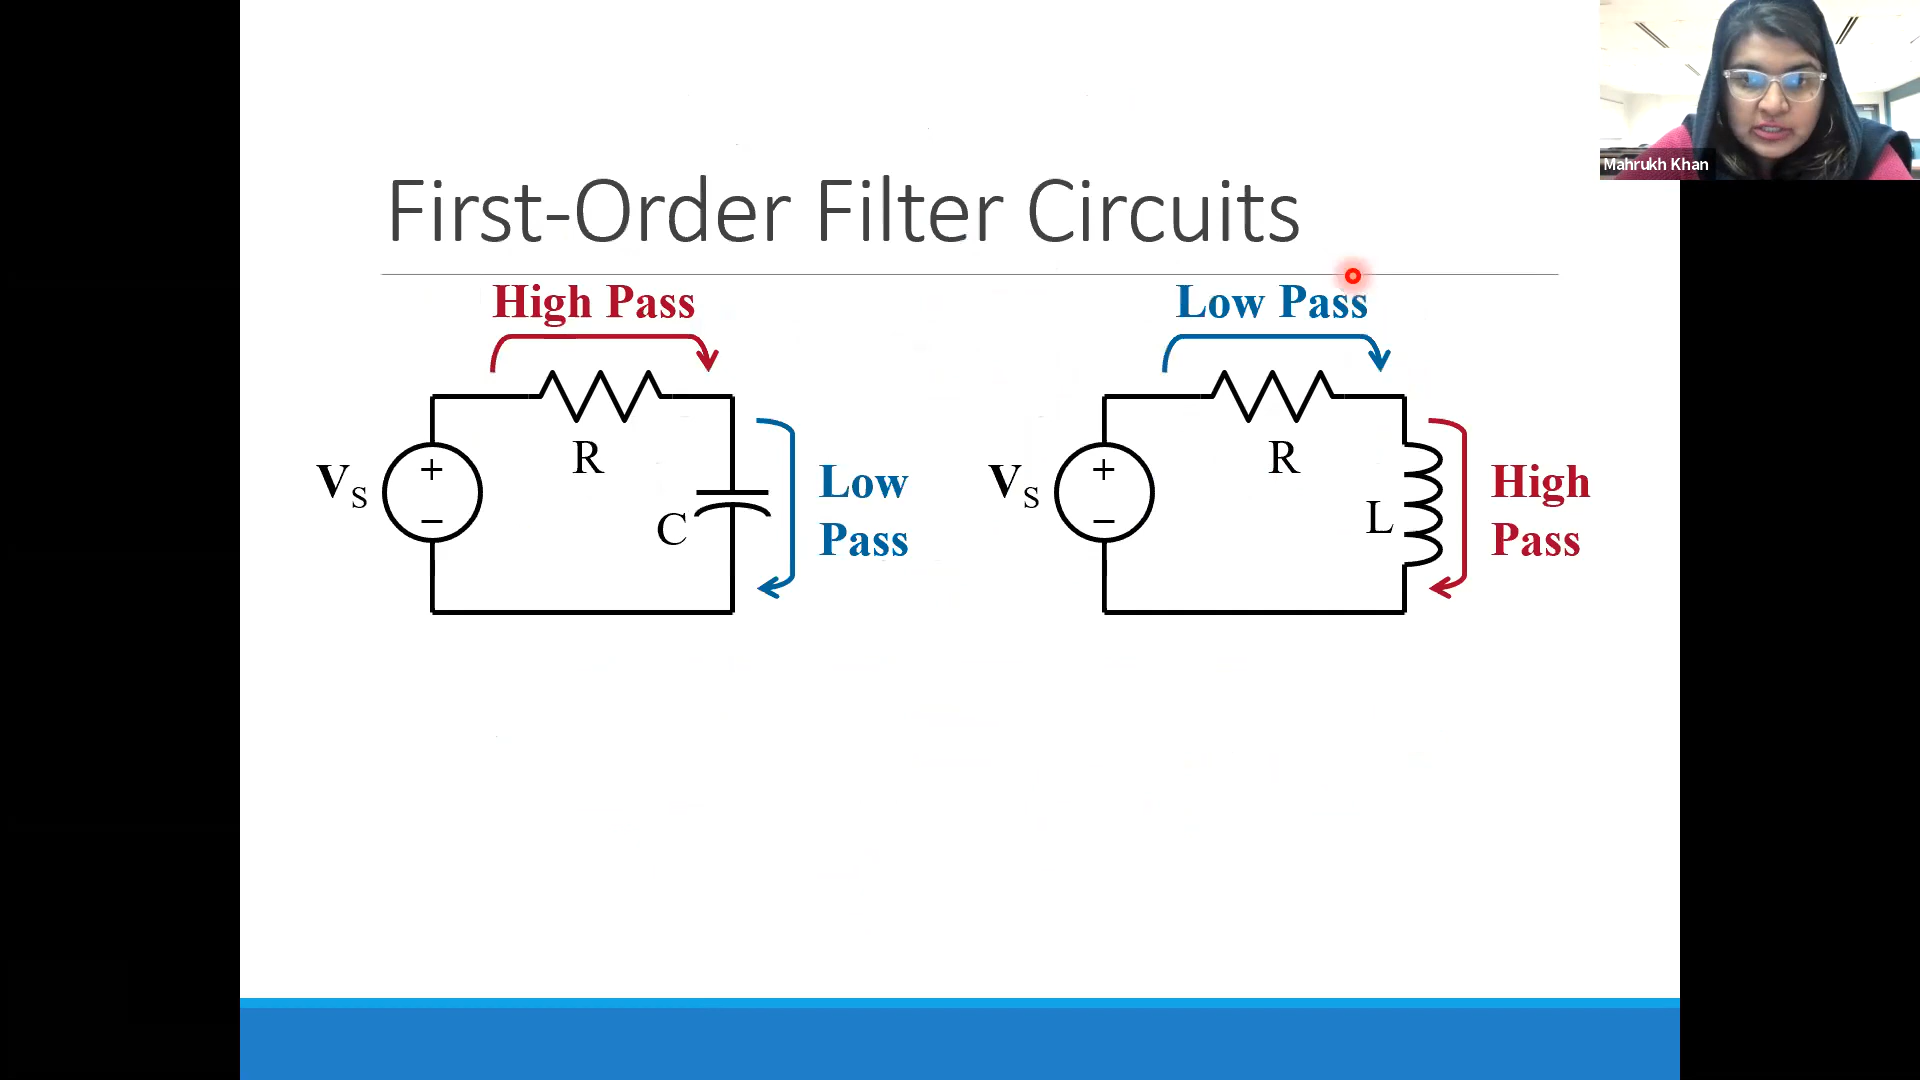 Mahrukh Khan
First-Order Filter Circuits
High Pass
R
VS
+
−
C
Low
Pass
Low Pass
R
VS
+
−
L
High
Pass